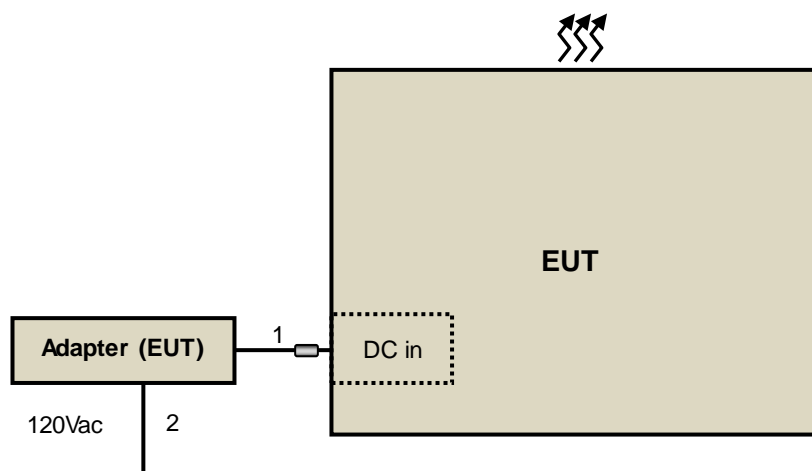 EUT
Adapter (EUT)
1
DC in
120Vac
2